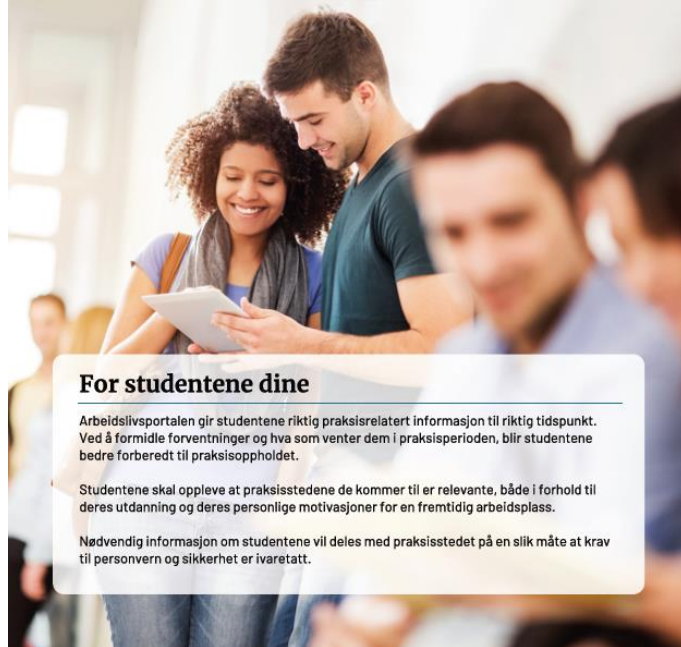 For studentene dine
Arbeidslivsportalen gir studentene riktig praksisrelatert informasjon til riktig tidspunkt.
Ved å formidle forventninger og hva som venter dem i praksisperioden, blir studentene
bedre forberedt til praksisoppholdet.
Studentene skal oppleve at praksisstedene de kommer til er relevante, både i forhold til
deres utdanning og deres personlige motivasjoner for en fremtidig arbeidsplass.
Nødvendig informasjon om studentene vil deles med praksisstedet på en slik måte at krav
til personvern og sikkerhet er ivaretatt.